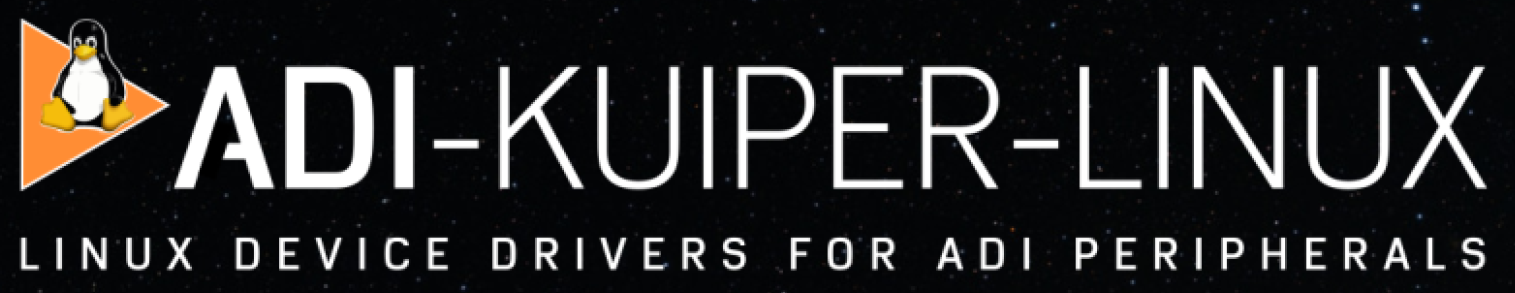 ADI-KUIPER-LINUX
LINUX DEVICE DRIVERS FOR ADI PERIPHERALS